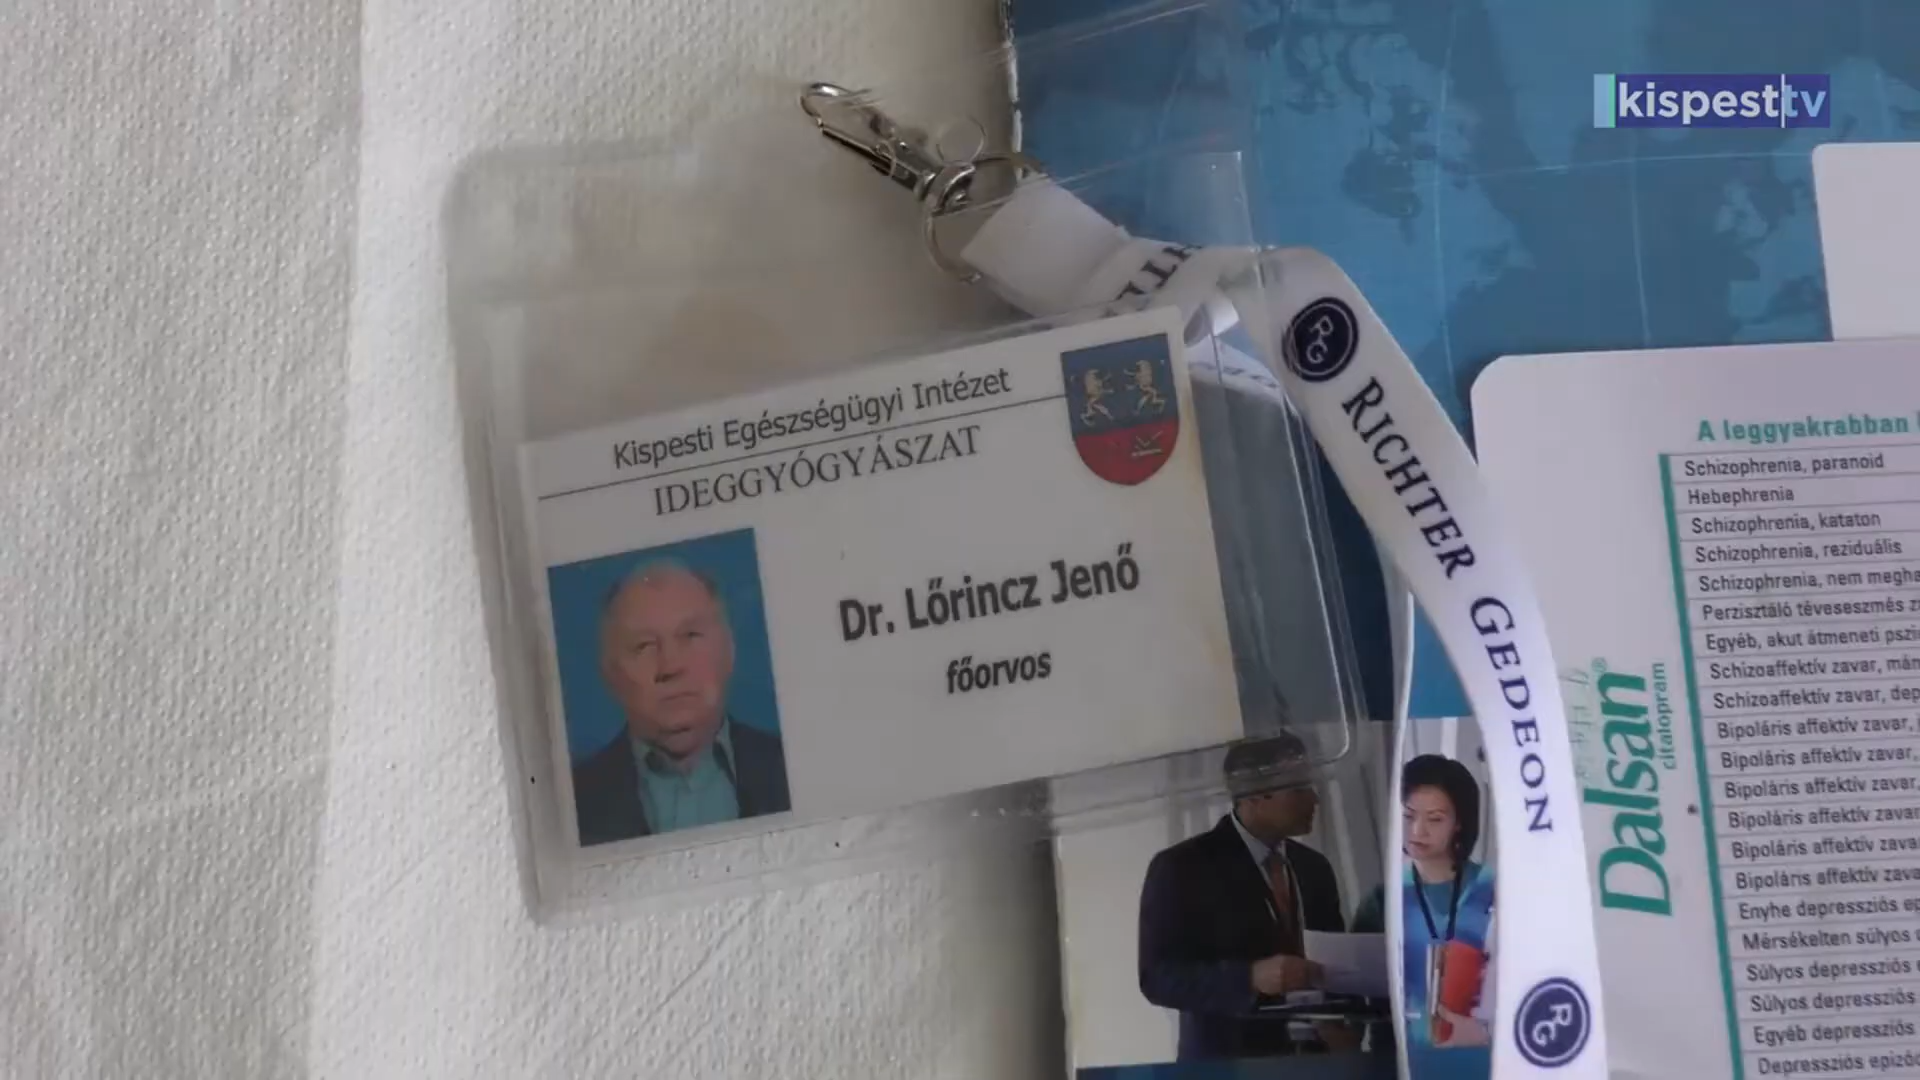 kispest tv
Kispesti Egészségügyi Intézet
IDEGGYÓGYÁSZAT
Dr. Lőrincz Jenő
főorvos
RG RICHTER GEDEON
RG
Dalsan®
citalopram
A leggyakrabban
Schizophrenia, paranoid
Hebephrenia
Schizophrenia, kataton
Schizophrenia, reziduális
Schizophrenia, nem megha
Perzisztáló téveseszmés z
Egyéb, akut átmeneti pszi
Schizoaffektív zavar, mán
Schizoaffektív zavar, dep
Bipoláris affektív zavar,
Bipoláris affektív zavar,
Bipoláris affektív zavar,
Bipoláris affektív zavar
Bipoláris affektív zava
Bipoláris affektív zava
Enyhe depressziós ep
Mérsékelten súlyos
Súlyos depressziós
Súlyos depressziós
Egyéb depressziós
Depressziós epizó